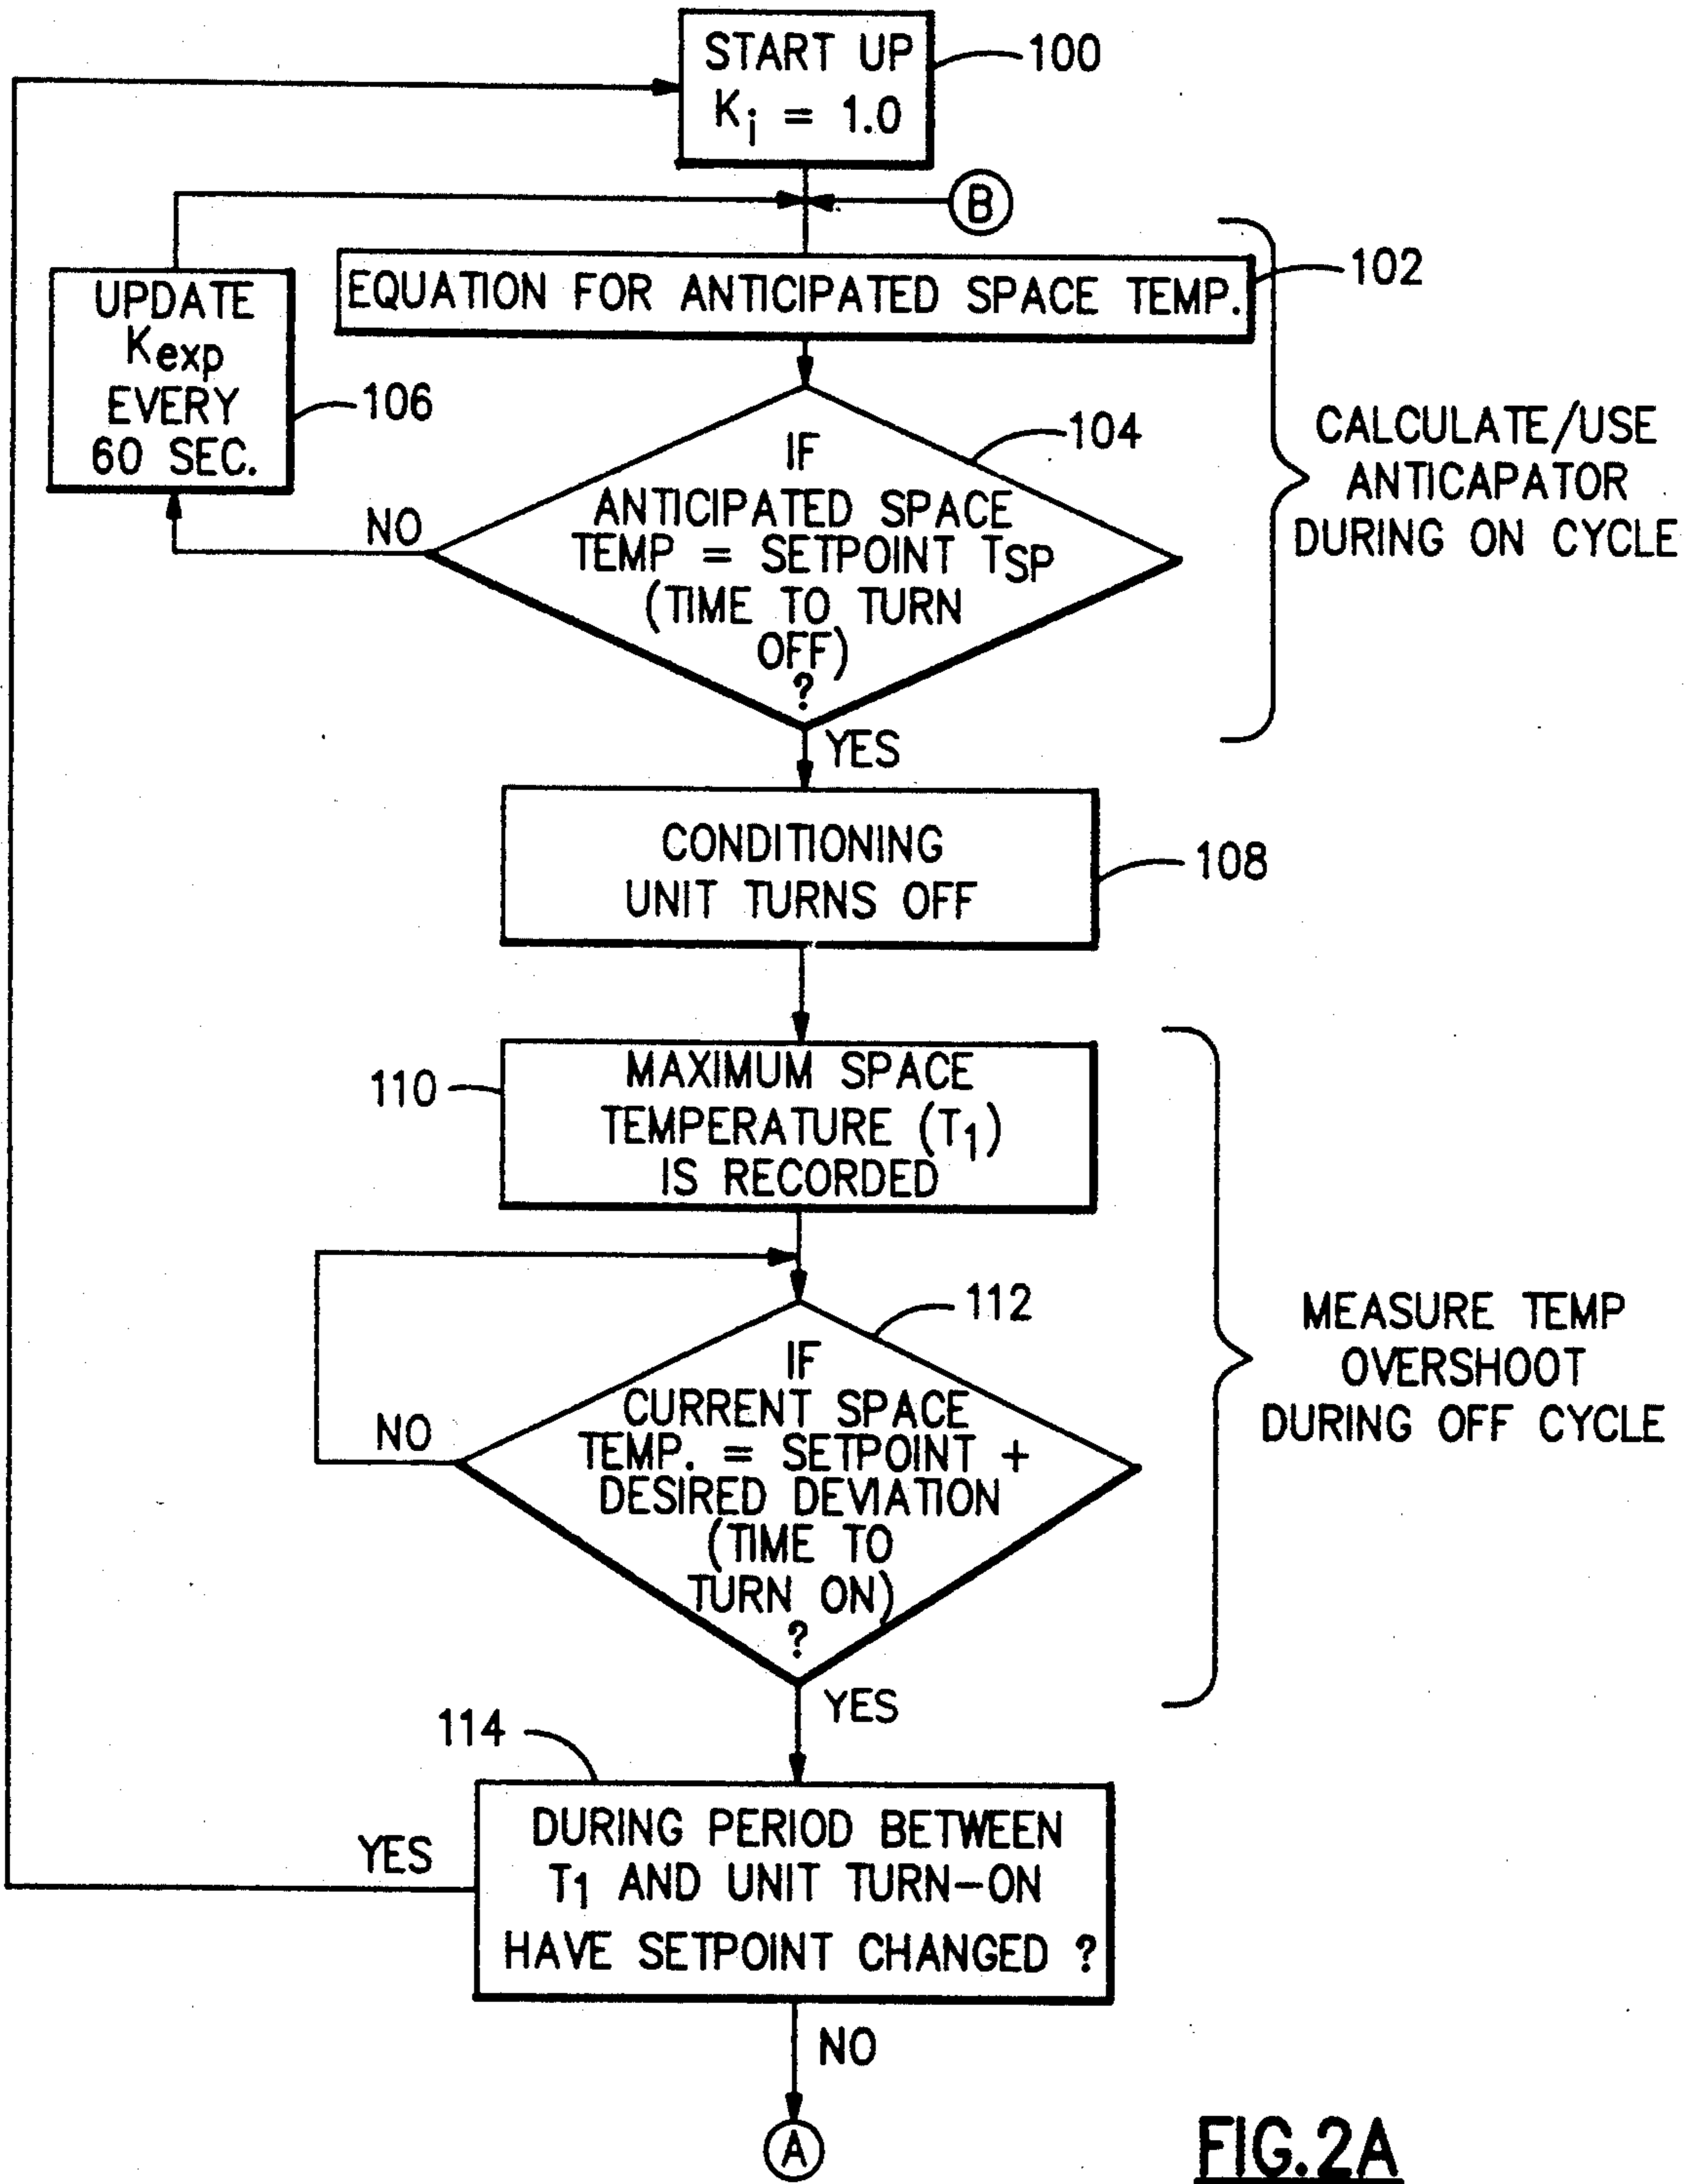 START UP
Ki = 1.0
100
B
EQUATION FOR ANTICIPATED SPACE TEMP.
102
UPDATE
Kexp
EVERY
60 SEC.
106
IF
ANTICIPATED SPACE
TEMP = SETPOINT TSP
(TIME TO TURN
OFF)
?
104
NO
YES
CALCULATE/USE
ANTICAPATOR
DURING ON CYCLE
CONDITIONING
UNIT TURNS OFF
108
110
MAXIMUM SPACE
TEMPERATURE (T1)
IS RECORDED
112
IF
CURRENT SPACE
TEMP. = SETPOINT +
DESIRED DEVIATION
(TIME TO
TURN ON)
?
NO
YES
MEASURE TEMP
OVERSHOOT
DURING OFF CYCLE
114
DURING PERIOD BETWEEN
T1 AND UNIT TURN-ON
HAVE SETPOINT CHANGED ?
YES
NO
A
FIG.2A